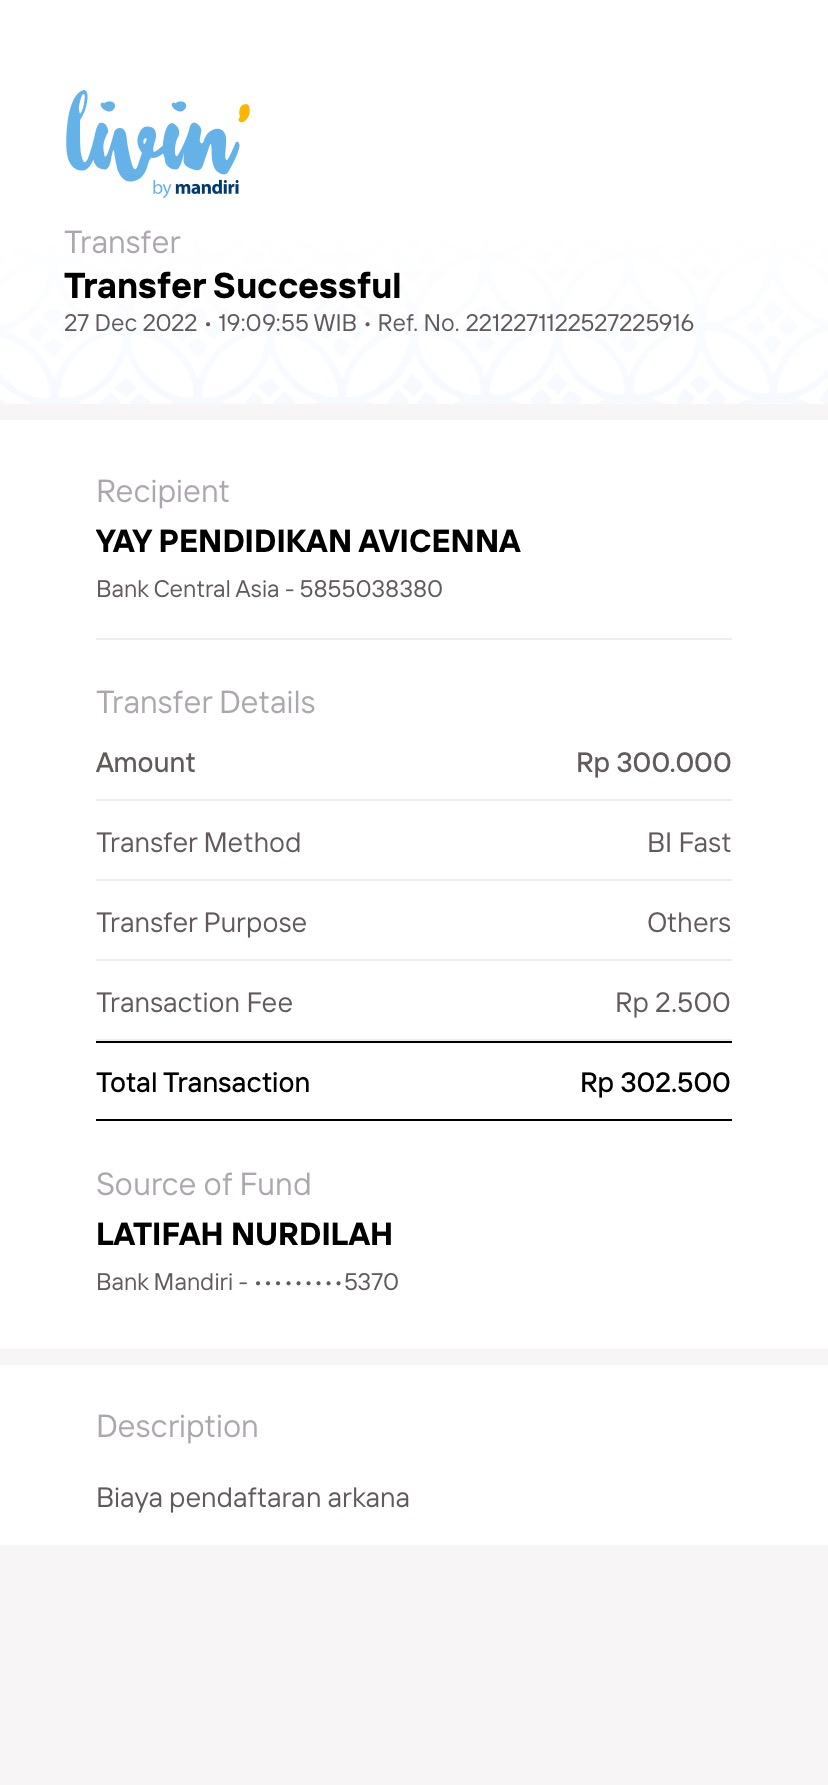 livin'
by mandiri
Transfer
Transfer Successful
27 Dec 2022 • 19:09:55 WIB • Ref. No. 2212271122527225916
Recipient
YAY PENDIDIKAN AVICENNA
Bank Central Asia - 5855038380
Transfer Details
Amount Rp 300.000
Transfer Method BI Fast
Transfer Purpose Others
Transaction Fee Rp 2.500
Total Transaction Rp 302.500
Source of Fund
LATIFAH NURDILAH
Bank Mandiri - •••••••••5370
Description
Biaya pendaftaran arkana